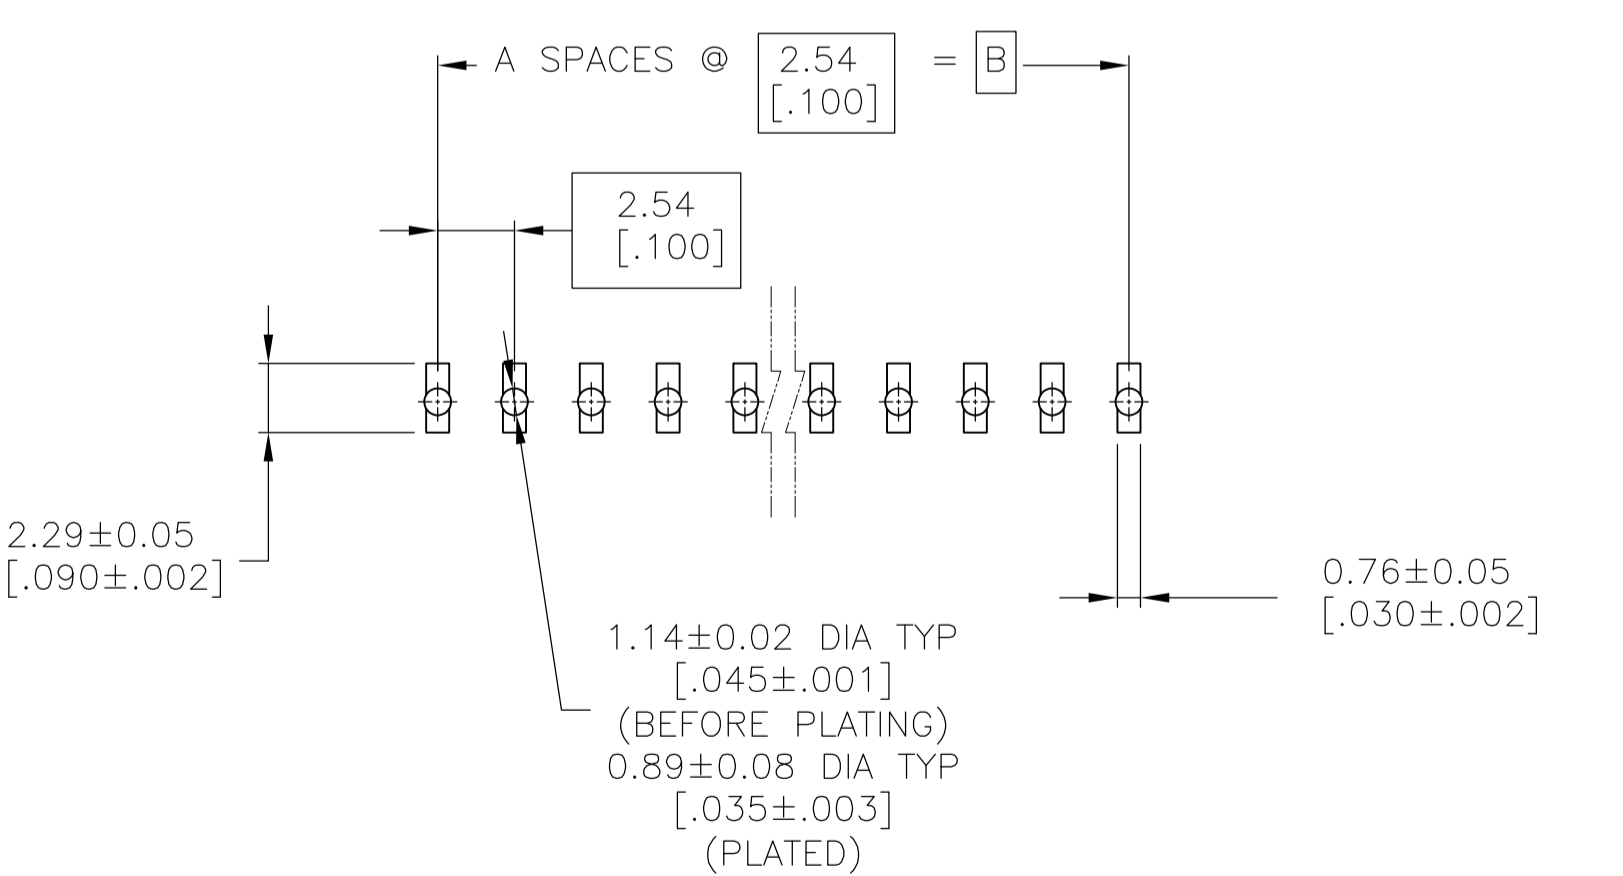 A SPACES @ 2.54 = B
[.100]
2.54
[.100]
2.29±0.05
[.090±.002]
0.76±0.05
[.030±.002]
1.14±0.02 DIA TYP
[.045±.001]
(BEFORE PLATING)
0.89±0.08 DIA TYP
[.035±.003]
(PLATED)